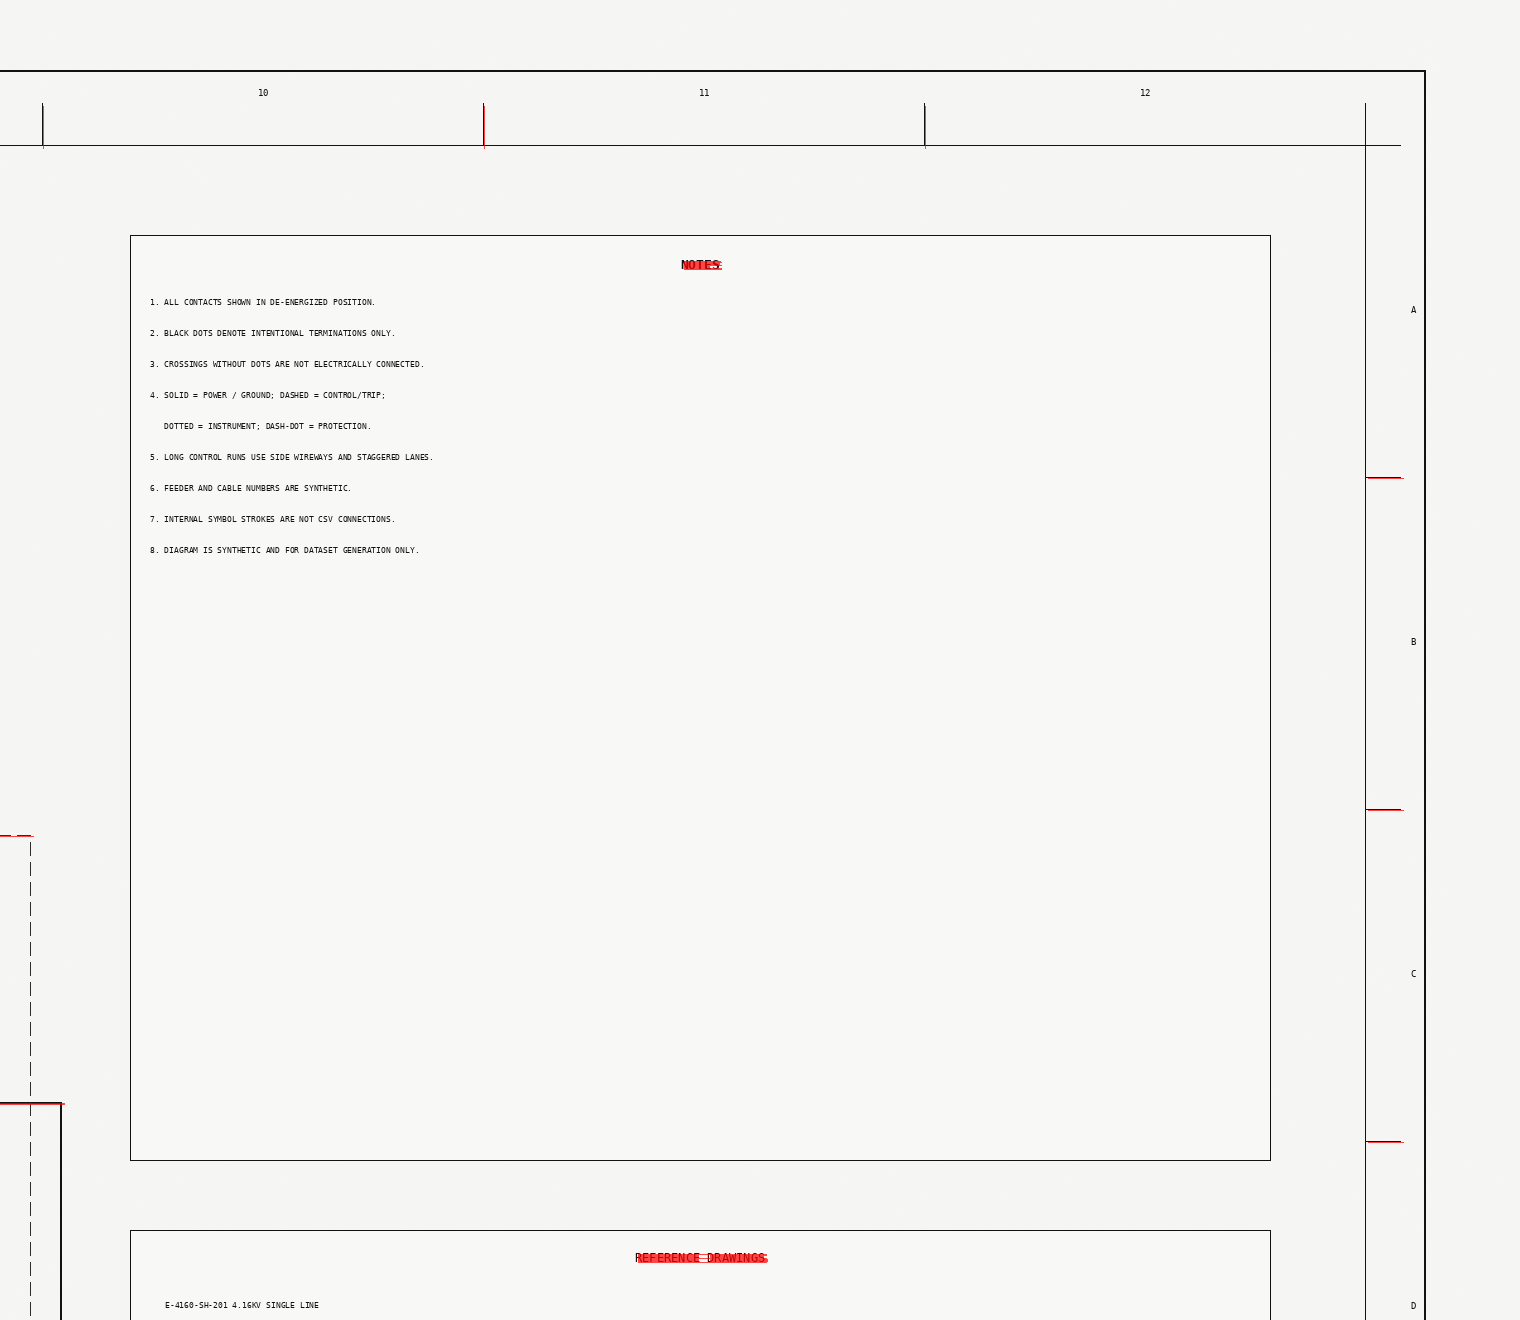 10 11 12
NOTES
1. ALL CONTACTS SHOWN IN DE-ENERGIZED POSITION.
A
2. BLACK DOTS DENOTE INTENTIONAL TERMINATIONS ONLY.
3. CROSSINGS WITHOUT DOTS ARE NOT ELECTRICALLY CONNECTED.
4. SOLID = POWER / GROUND; DASHED = CONTROL/TRIP;
DOTTED = INSTRUMENT; DASH-DOT = PROTECTION.
5. LONG CONTROL RUNS USE SIDE WIREWAYS AND STAGGERED LANES.
6. FEEDER AND CABLE NUMBERS ARE SYNTHETIC.
7. INTERNAL SYMBOL STROKES ARE NOT CSV CONNECTIONS.
8. DIAGRAM IS SYNTHETIC AND FOR DATASET GENERATION ONLY.
B
C
REFERENCE DRAWINGS
E-4160-SH-201 4.16KV SINGLE LINE
D